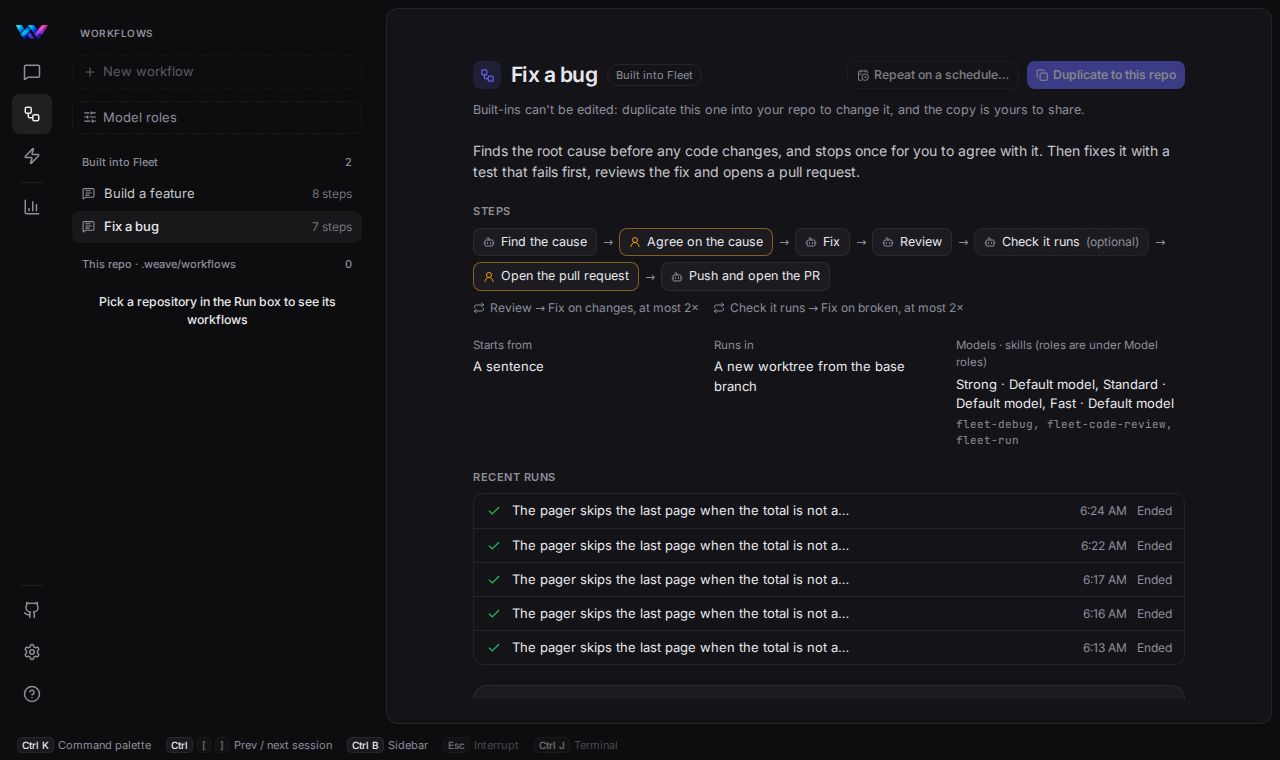 WORKFLOWS
New workflow
Model roles
Built into Fleet 2
Build a feature 8 steps
Fix a bug 7 steps
This repo · .weave/workflows 0
Pick a repository in the Run box to see its
workflows
Fix a bug Built into Fleet Repeat on a schedule... Duplicate to this repo
Built-ins can't be edited: duplicate this one into your repo to change it, and the copy is yours to share.
Finds the root cause before any code changes, and stops once for you to agree with it. Then fixes it with a
test that fails first, reviews the fix and opens a pull request.
STEPS
Find the cause → Agree on the cause → Fix → Review → Check it runs (optional) →
Open the pull request → Push and open the PR
Review → Fix on changes, at most 2× Check it runs → Fix on broken, at most 2×
Starts from
A sentence
Runs in
A new worktree from the base
branch
Models · skills (roles are under Model
roles)
Strong · Default model, Standard ·
Default model, Fast · Default model
fleet-debug, fleet-code-review,
fleet-run
RECENT RUNS
The pager skips the last page when the total is not a... 6:24 AM Ended
The pager skips the last page when the total is not a... 6:22 AM Ended
The pager skips the last page when the total is not a... 6:17 AM Ended
The pager skips the last page when the total is not a... 6:16 AM Ended
The pager skips the last page when the total is not a... 6:13 AM Ended
Ctrl K Command palette Ctrl [ ] Prev / next session Ctrl B Sidebar Esc Interrupt Ctrl J Terminal